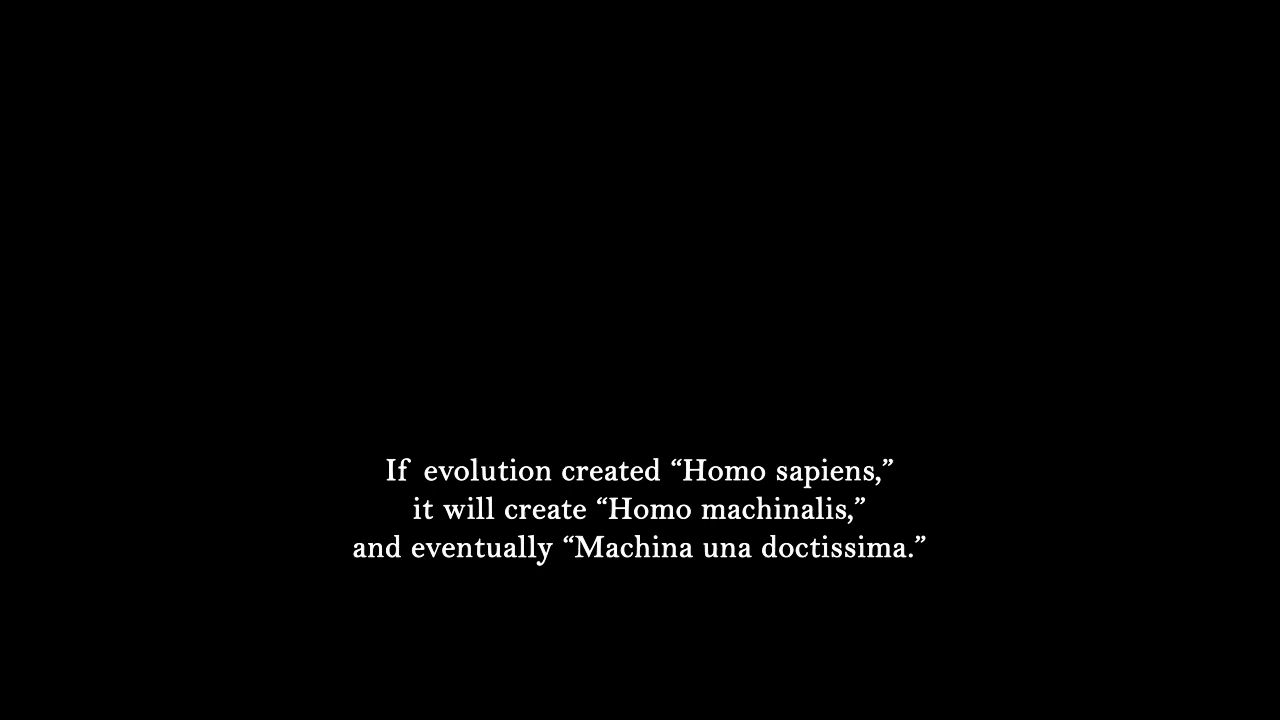 If evolution created “Homo sapiens,”
it will create “Homo machinalis,”
and eventually “Machina una doctissima.”